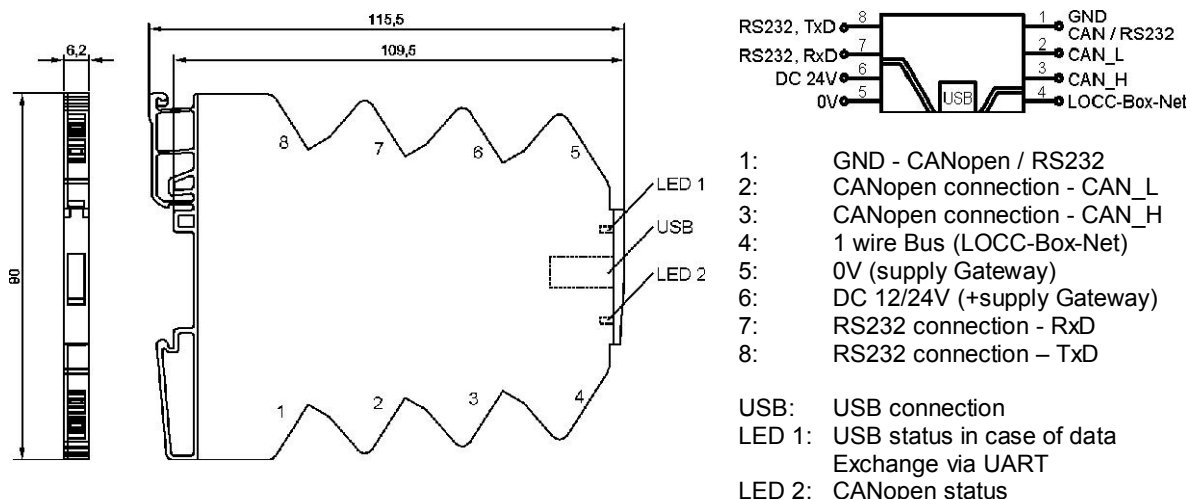 115,5
6,2
109,5
90
8
7
6
5
1
2
3
4
LED 1
USB
LED 2
RS232, TxD
RS232, RxD
DC 24V
0V
8
7
6
5
USB
1
2
3
4
GND
CAN / RS232
CAN_L
CAN_H
LOCC-Box-Net
1: GND - CANopen / RS232
2: CANopen connection - CAN_L
3: CANopen connection - CAN_H
4: 1 wire Bus (LOCC-Box-Net)
5: 0V (supply Gateway)
6: DC 12/24V (+supply Gateway)
7: RS232 connection - RxD
8: RS232 connection – TxD
USB: USB connection
LED 1: USB status in case of data
Exchange via UART
LED 2: CANopen status